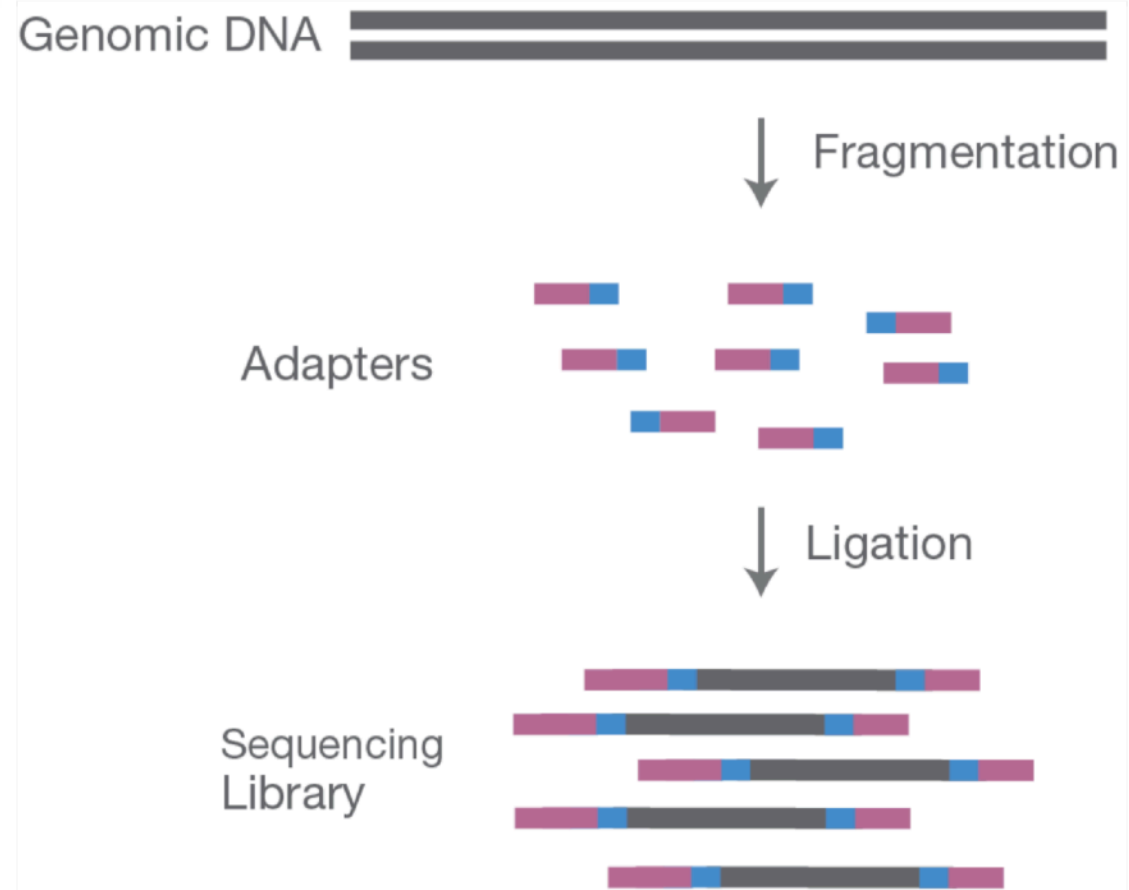 Genomic DNA
Fragmentation
Adapters
Ligation
Sequencing
Library